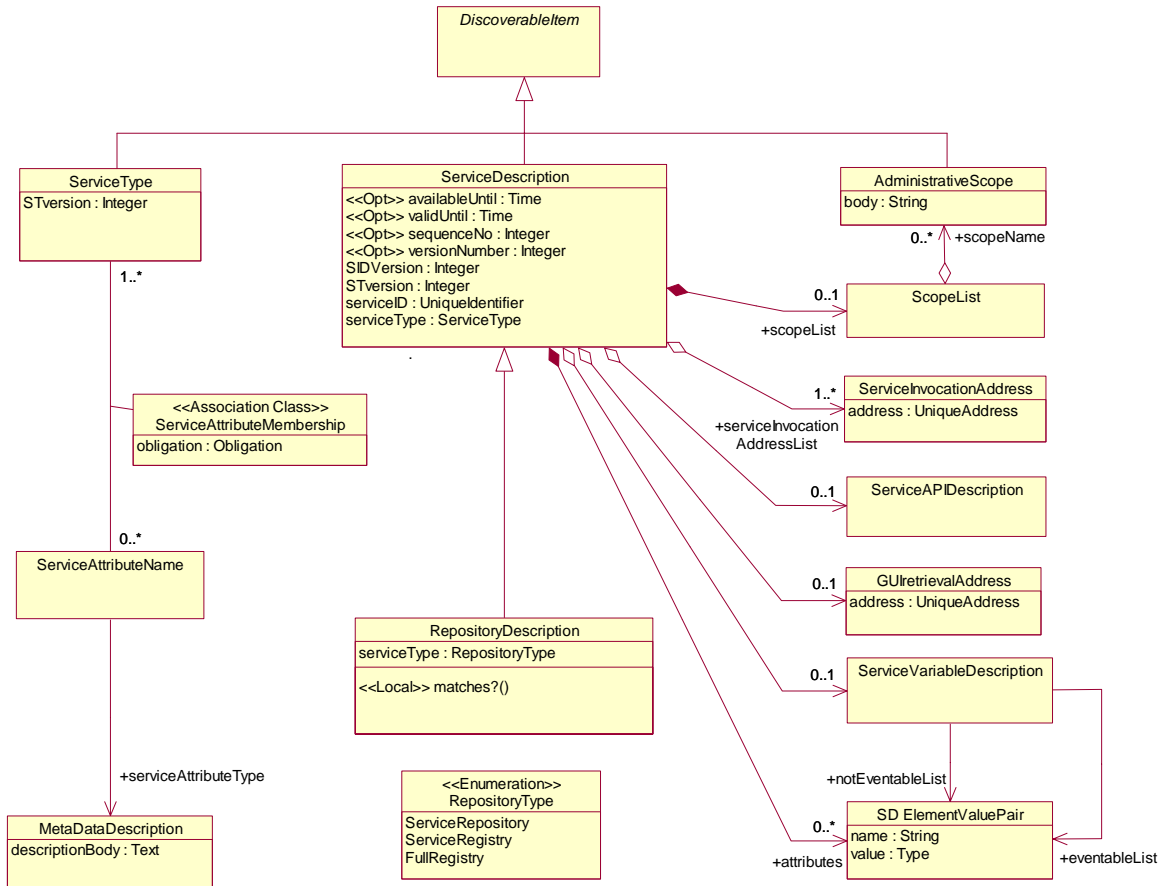 DiscoverableItem
ServiceType
STversion : Integer
1..*
<<Association Class>>
ServiceAttributeMembership
obligation : Obligation
0..*
ServiceAttributeName
+serviceAttributeType
MetaDataDescription
descriptionBody : Text
ServiceDescription
<<Opt>> availableUntil : Time
<<Opt>> validUntil : Time
<<Opt>> sequenceNo : Integer
<<Opt>> versionNumber : Integer
SIDVersion : Integer
STversion : Integer
serviceID : UniqueIdentifier
serviceType : ServiceType
.
RepositoryDescription
serviceType : RepositoryType
<<Local>> matches?()
<<Enumeration>>
RepositoryType
ServiceRepository
ServiceRegistry
FullRegistry
AdministrativeScope
body : String
0..*
+scopeName
ScopeList
0..1
+scopeList
ServiceInvocationAddress
address : UniqueAddress
1..*
+serviceInvocation
AddressList
ServiceAPIDescription
0..1
GUIretrievalAddress
address : UniqueAddress
0..1
ServiceVariableDescription
0..1
+notEventableList
SD ElementValuePair
name : String
value : Type
0..*
+attributes
+eventableList